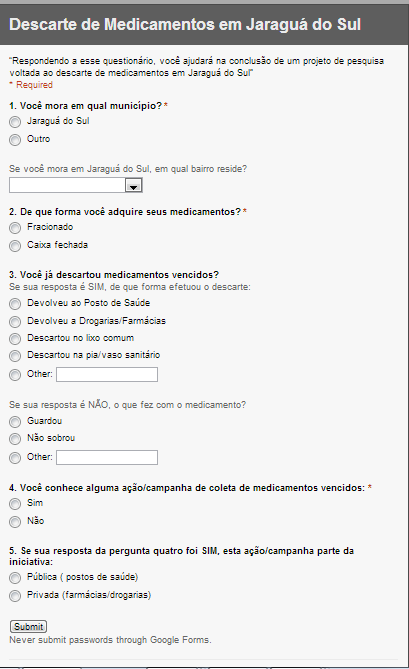 Descarte de Medicamentos em Jaraguá do Sul
"Respondendo a esse questionário, você ajudará na conclusão de um projeto de pesquisa
voltada ao descarte de medicamentos em Jaraguá do Sul"
* Required
1. Você mora em qual município? *
Jaraguá do Sul
Outro
Se você mora em Jaraguá do Sul, em qual bairro reside?
2. De que forma você adquire seus medicamentos? *
Fracionado
Caixa fechada
3. Você já descartou medicamentos vencidos?
Se sua resposta é SIM, de que forma efetuou o descarte:
Devolveu ao Posto de Saúde
Devolveu a Drogarias/Farmácias
Descartou no lixo comum
Descartou na pia/vaso sanitário
Other:
Se sua resposta é NÃO, o que fez com o medicamento?
Guardou
Não sobrou
Other:
4. Você conhece alguma ação/campanha de coleta de medicamentos vencidos: *
Sim
Não
5. Se sua resposta da pergunta quatro foi SIM, esta ação/campanha parte da
iniciativa:
Pública ( postos de saúde)
Privada (farmácias/drogarias)
Submit
Never submit passwords through Google Forms.